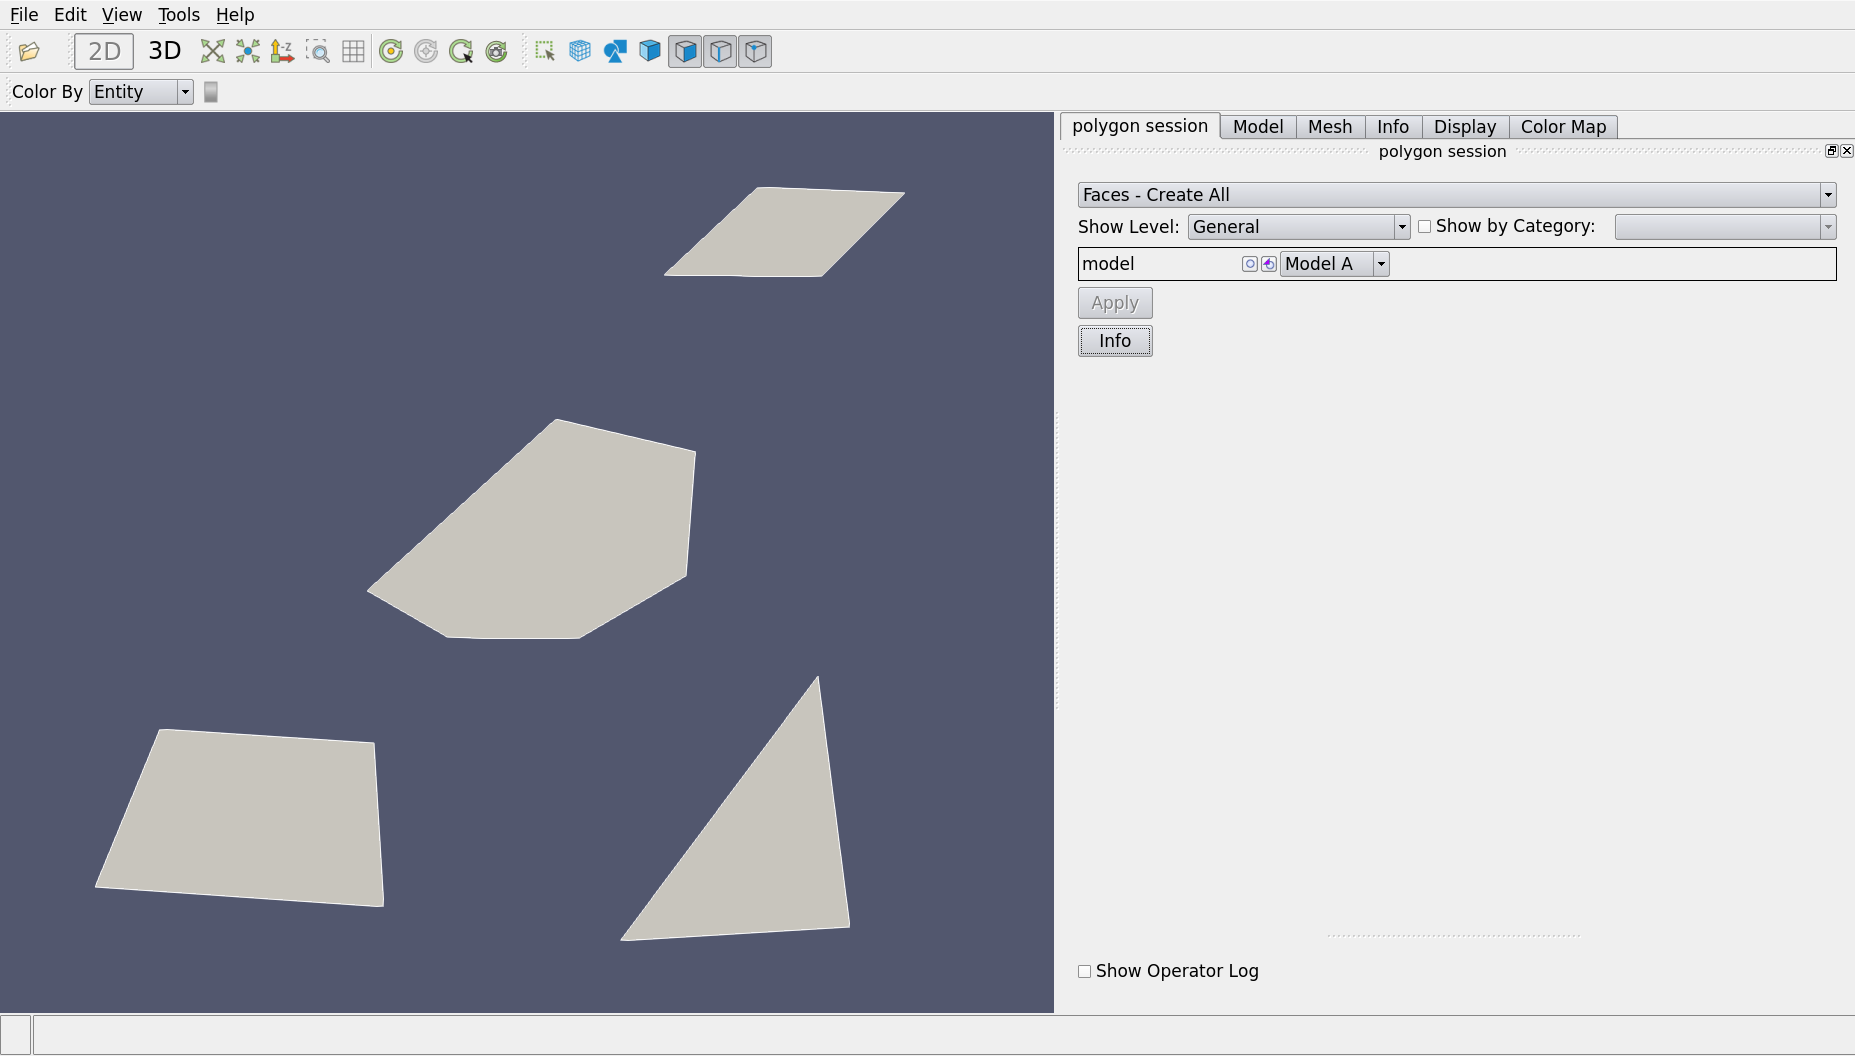 File Edit View Tools Help
2D 3D -Z
Color By Entity
polygon session Model Mesh Info Display Color Map
polygon session
Faces - Create All
Show Level: General Show by Category:
model Model A
Apply
Info
Show Operator Log